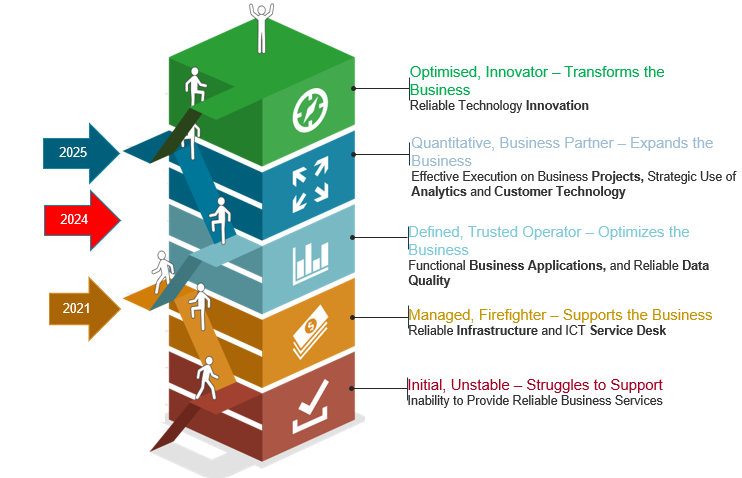 Optimised, Innovator – Transforms the
Business
Reliable Technology Innovation
2025
Quantitative, Business Partner – Expands the
Business
Effective Execution on Business Projects, Strategic Use of
Analytics and Customer Technology
2024
Defined, Trusted Operator – Optimizes the
Business
Functional Business Applications, and Reliable Data
Quality
2021
Managed, Firefighter – Supports the Business
Reliable Infrastructure and ICT Service Desk
$
Initial, Unstable – Struggles to Support
Inability to Provide Reliable Business Services